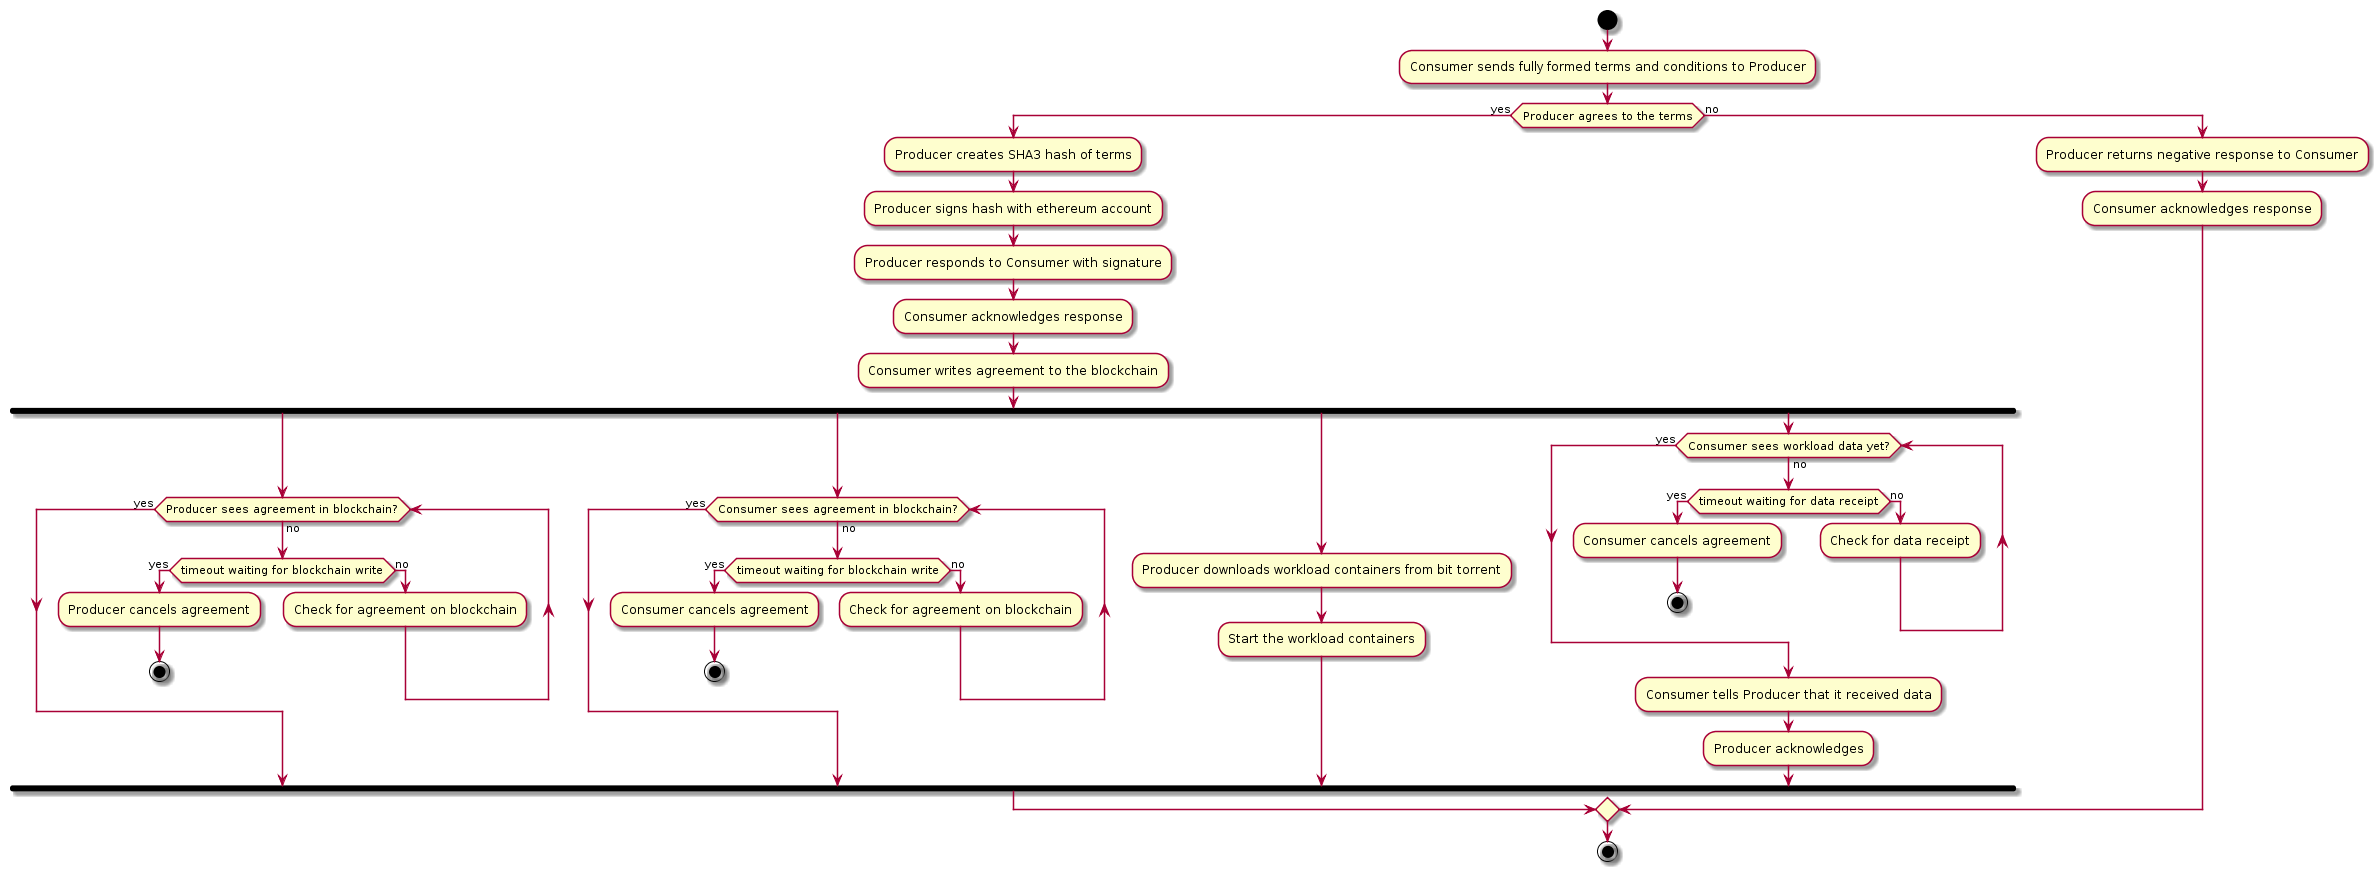 Consumer sends fully formed terms and conditions to Producer
yes
Producer agrees to the terms
no
Producer creates SHA3 hash of terms
Producer returns negative response to Consumer
Producer signs hash with ethereum account
Consumer acknowledges response
Producer responds to Consumer with signature
Consumer acknowledges response
Consumer writes agreement to the blockchain
yes
Producer sees agreement in blockchain?
no
yes
timeout waiting for blockchain write
no
Producer cancels agreement
Check for agreement on blockchain
yes
Consumer sees agreement in blockchain?
no
yes
timeout waiting for blockchain write
no
Consumer cancels agreement
Check for agreement on blockchain
Producer downloads workload containers from bit torrent
Start the workload containers
yes
Consumer sees workload data yet?
no
yes
timeout waiting for data receipt
no
Consumer cancels agreement
Check for data receipt
Consumer tells Producer that it received data
Producer acknowledges